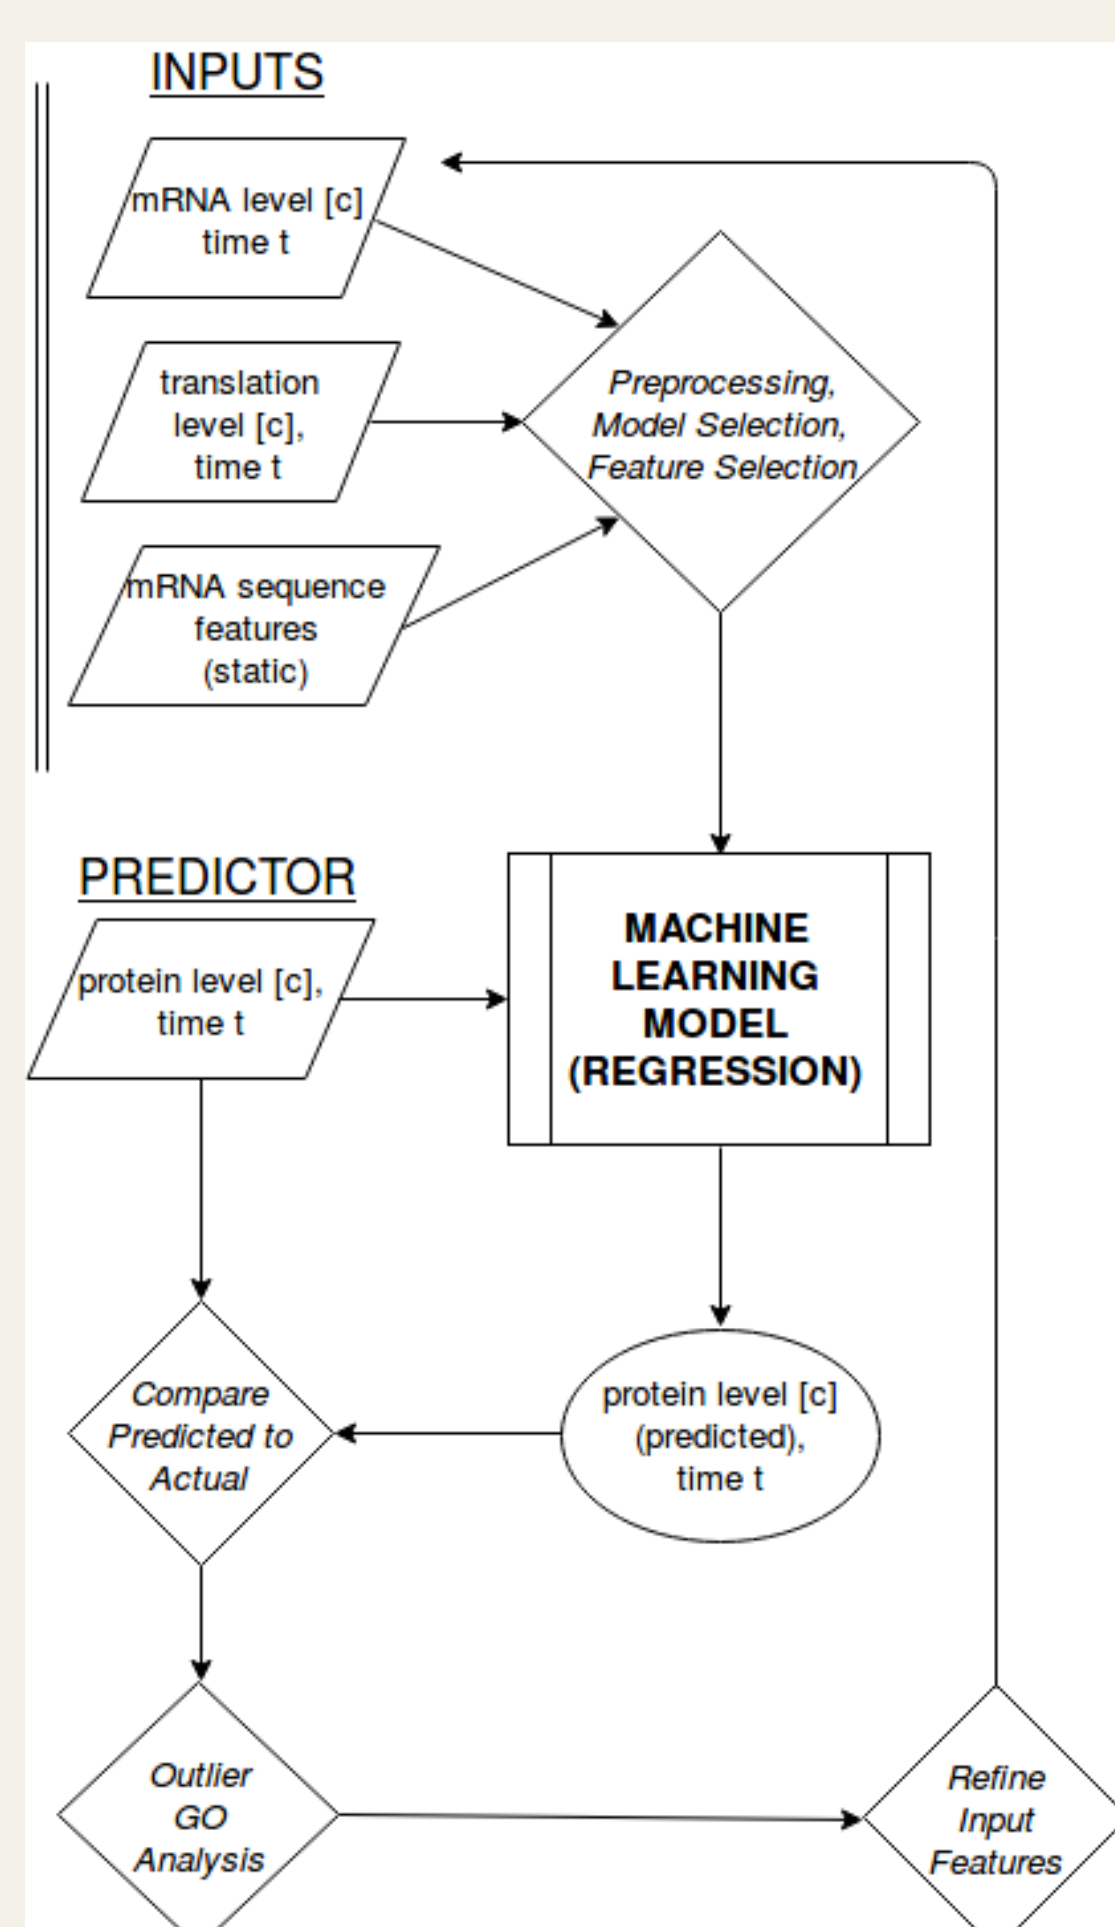 INPUTS
mRNA level [c]
time t
translation
level [c],
time t
mRNA sequence
features
(static)
Preprocessing,
Model Selection,
Feature Selection
PREDICTOR
protein level [c],
time t
MACHINE
LEARNING
MODEL
(REGRESSION)
protein level [c]
(predicted),
time t
Compare
Predicted to
Actual
Outlier
GO
Analysis
Refine
Input
Features